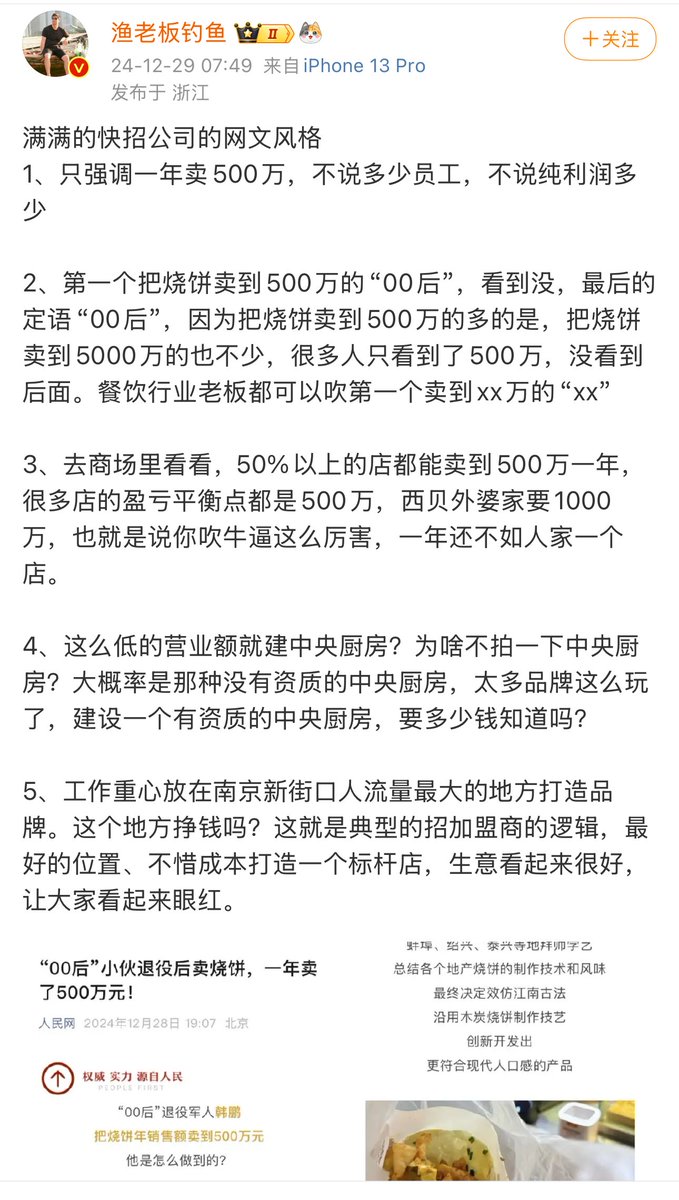 渔老板钓鱼
II
+关注
24-12-29 07:49 来自iPhone 13 Pro
发布于 浙江
满满的快招公司的网文风格
1、只强调一年卖500万，不说多少员工，不说纯利润多
少
2、第一个把烧饼卖到500万的“00后”，看到没，最后的
定语“00后”，因为把烧饼卖到500万的多的是，把烧饼
卖到5000万的也不少，很多人只看到了500万，没看到
后面。餐饮行业老板都可以吹第一个卖到xx万的“xx”
3、去商场里看看，50%以上的店都能卖到500万一年，
很多店的盈亏平衡点都是500万，西贝外婆家要1000
万，也就是说你吹牛逼这么厉害，一年还不如人家一个
店。
4、这么低的营业额就建中央厨房？为啥不拍一下中央厨
房？大概率是那种没有资质的中央厨房，太多品牌这么玩
了，建设一个有资质的中央厨房，要多少钱知道吗？
5、工作重心放在南京新街口人流量最大的地方打造品
牌。这个地方挣钱吗？这就是典型的招加盟商的逻辑，最
好的位置、不惜成本打造一个标杆店，生意看起来很好，
让大家看起来眼红。
“00后”小伙退役后卖烧饼，一年卖
了500万元！
人民网 2024年12月28日 19:07 北京
权威 实力 源自人民
PEOPLE FIRST
“00后”退役军人韩鹏
把烧饼年销售额卖到500万元
他是怎么做到的？
蚌埠、绍兴、泰兴等地拜师学艺
总结各个地产烧饼的制作技术和风味
最终决定效仿江南古法
沿用木炭烧饼制作技艺
创新开发出
更符合现代人口感的产品